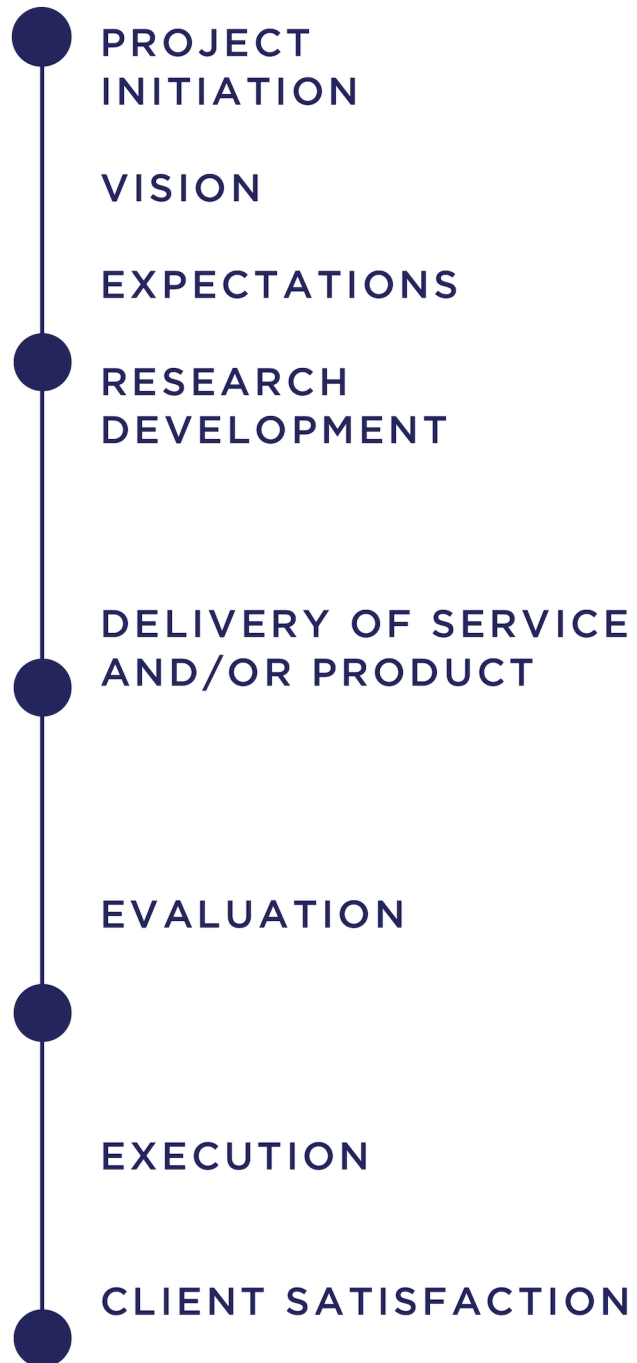 PROJECT
INITIATION
VISION
EXPECTATIONS
RESEARCH
DEVELOPMENT
DELIVERY OF SERVICE
AND/OR PRODUCT
EVALUATION
EXECUTION
CLIENT SATISFACTION